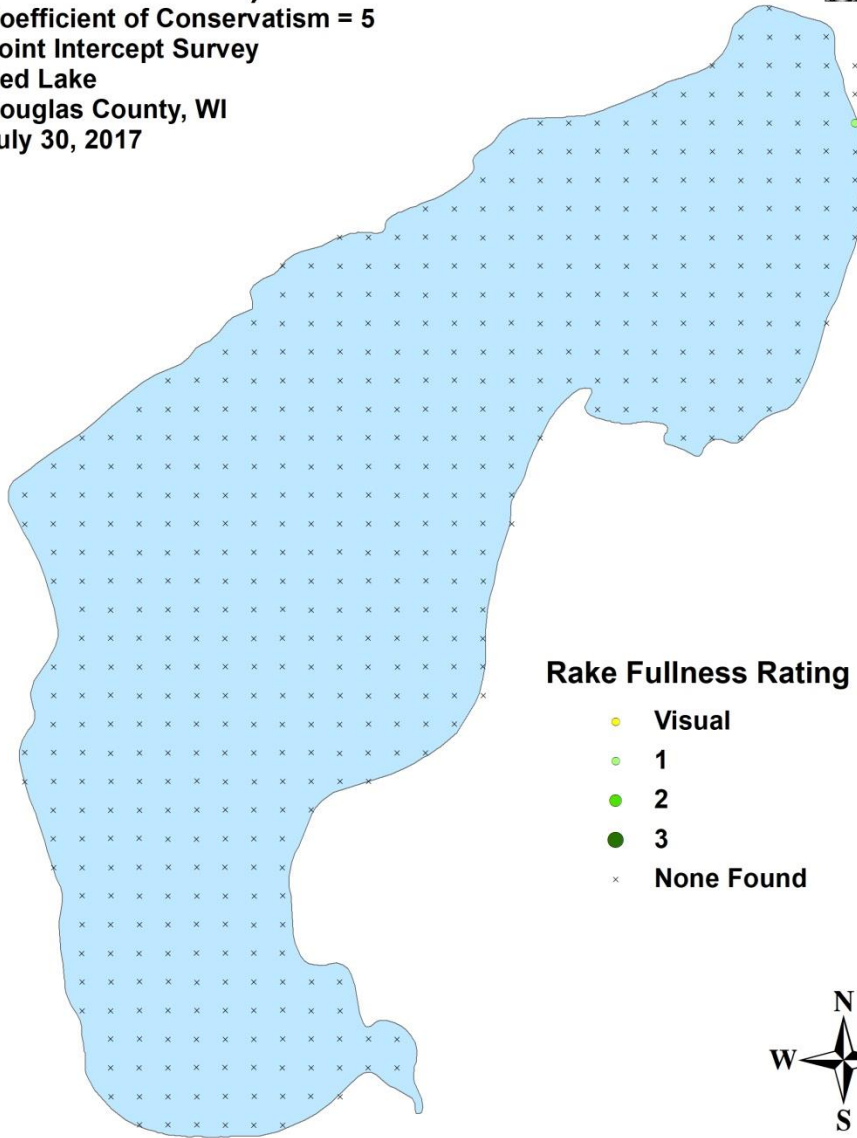 oefficient of Conservatism = 5
oint Intercept Survey
ed Lake
ouglas County, WI
uly 30, 2017
Rake Fullness Rating
Visual
1
2
3
None Found
N
W
S